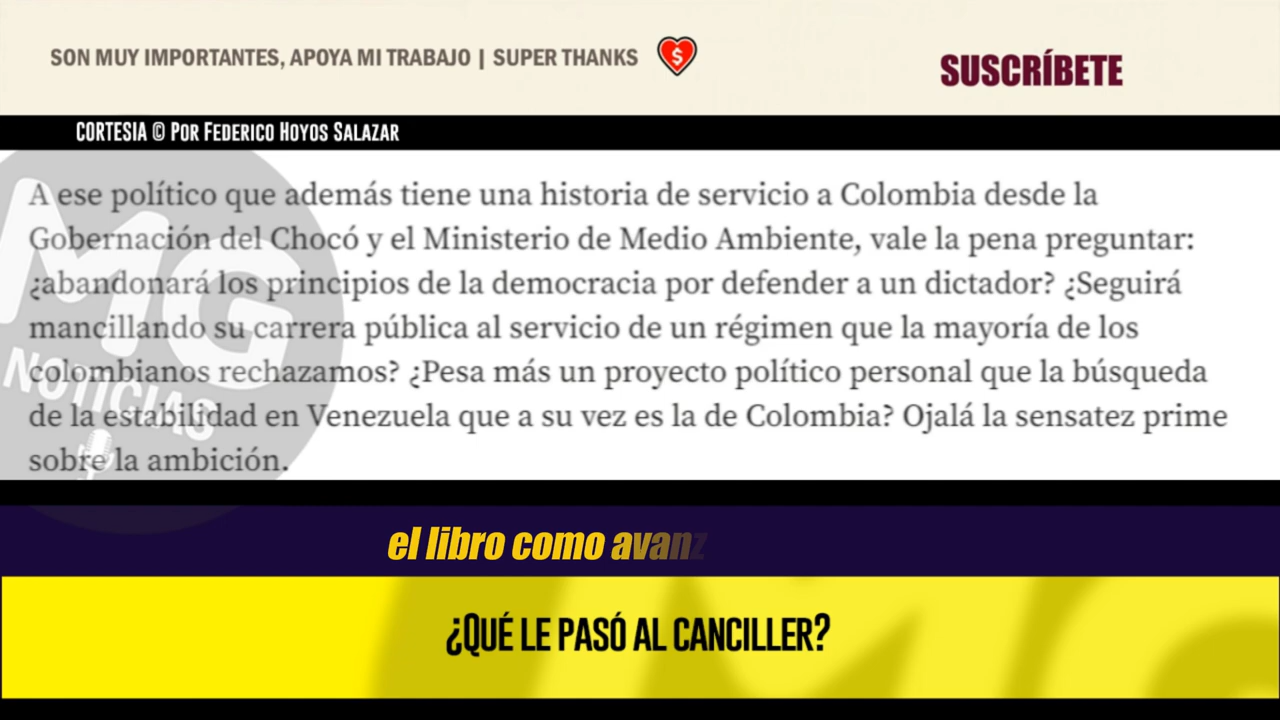 SON MUY IMPORTANTES, APOYA MI TRABAJO | SUPER THANKS $
SUSCRÍBETE
CORTESIA © POR FEDERICO HOYOS SALAZAR
A ese político que además tiene una historia de servicio a Colombia desde la
Gobernación del Chocó y el Ministerio de Medio Ambiente, vale la pena preguntar:
¿abandonará los principios de la democracia por defender a un dictador? ¿Seguirá
mancillando su carrera pública al servicio de un régimen que la mayoría de los
colombianos rechazamos? ¿Pesa más un proyecto político personal que la búsqueda
de la estabilidad en Venezuela que a su vez es la de Colombia? Ojalá la sensatez prime
sobre la ambición.
MG
NOTICIAS
el libro como avanz
¿QUÉ LE PASÓ AL CANCILLER?